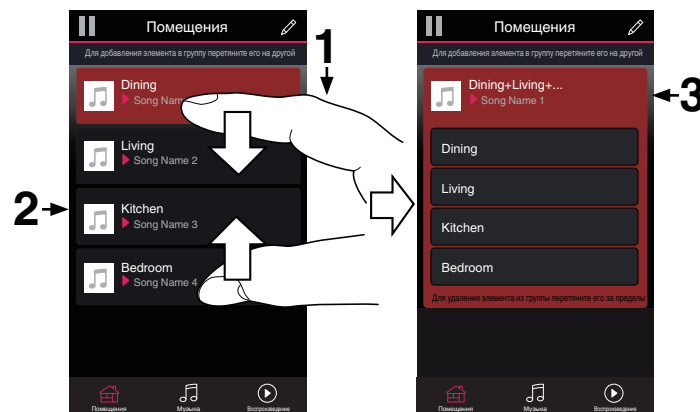 Помещения
Для добавления элемента в группу перетяните его на другой
Dining
Song Nam
Living
Song Name 2
Kitchen
Song Name 3
Bedroom
Song Name 4
Помещения
Музыка
Воспроизведение
1
2
Помещения
Для добавления элемента в группу перетяните его на другой
Dining+Living+...
Song Name 1
Dining
Living
Kitchen
Bedroom
Для удаления элемента из группы перетяните его за пределы
Помещения
Музыка
Воспроизведение
3